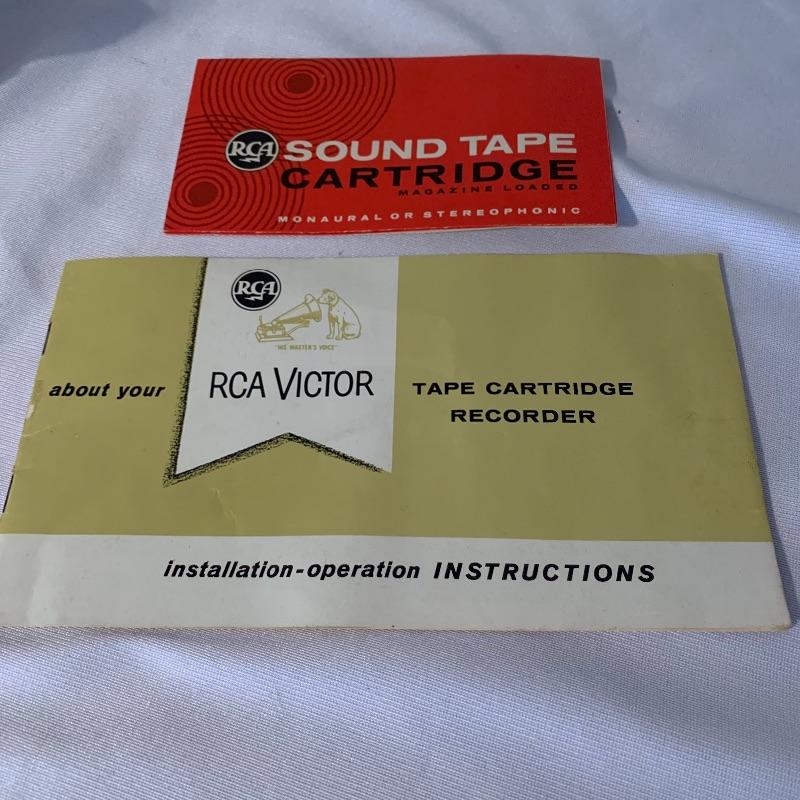 RCA SOUND TAPE
CARTRIDGE
MAGAZINE LOADED
MONAURAL OR STEREOPHONIC
RCA
"HIS MASTER'S VOICE"
about your RCA VICTOR TAPE CARTRIDGE
RECORDER
installation-operation INSTRUCTIONS